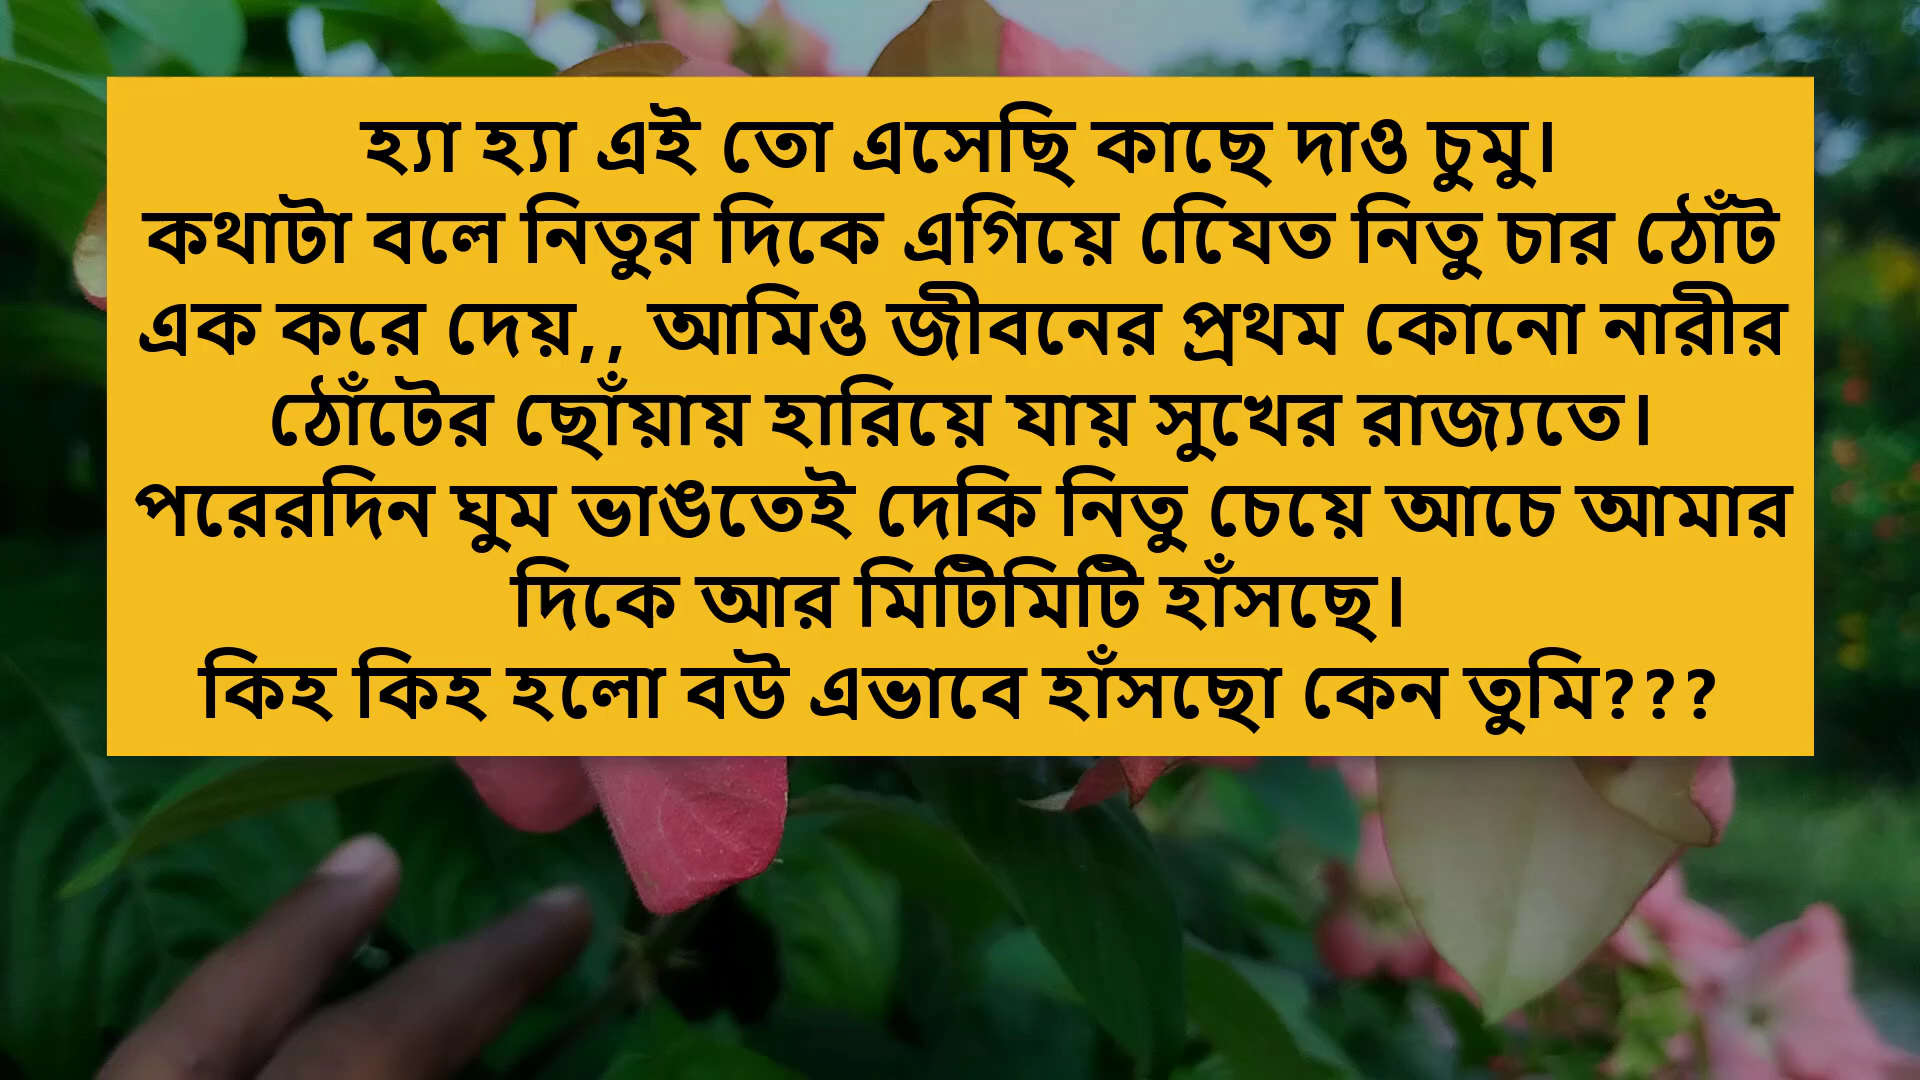 হ্যা হ্যা এই তো এসেছি কাছে দাও চুমু।
কথাটা বলে নিতুর দিকে এগিয়ে যেিেত নিতু চার ঠোঁট
এক করে দেয়,, আমিও জীবনের প্রথম কোনো নারীর
ঠোঁটের ছোঁয়ায় হারিয়ে যায় সুখের রাজ্যতে।
পরেরদিন ঘুম ভাঙতেই দেকি নিতু চেয়ে আচে আমার
দিকে আর মিটিমিটি হাঁসছে।
কিহ কিহ হলো বউ এভাবে হাঁসছো কেন তুমি???